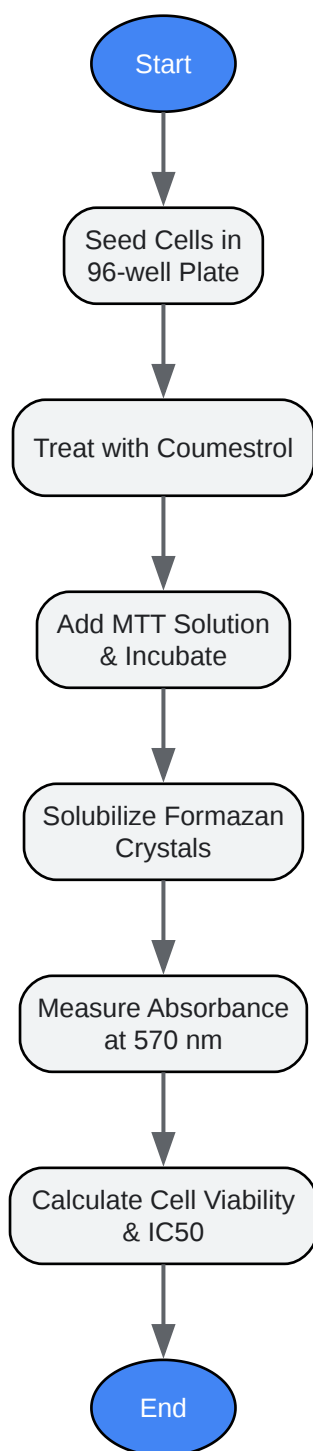 Start
Seed Cells in
96-well Plate
Treat with Coumestrol
Add MTT Solution
& Incubate
Solubilize Formazan
Crystals
Measure Absorbance
at 570 nm
Calculate Cell Viability
& IC50
End